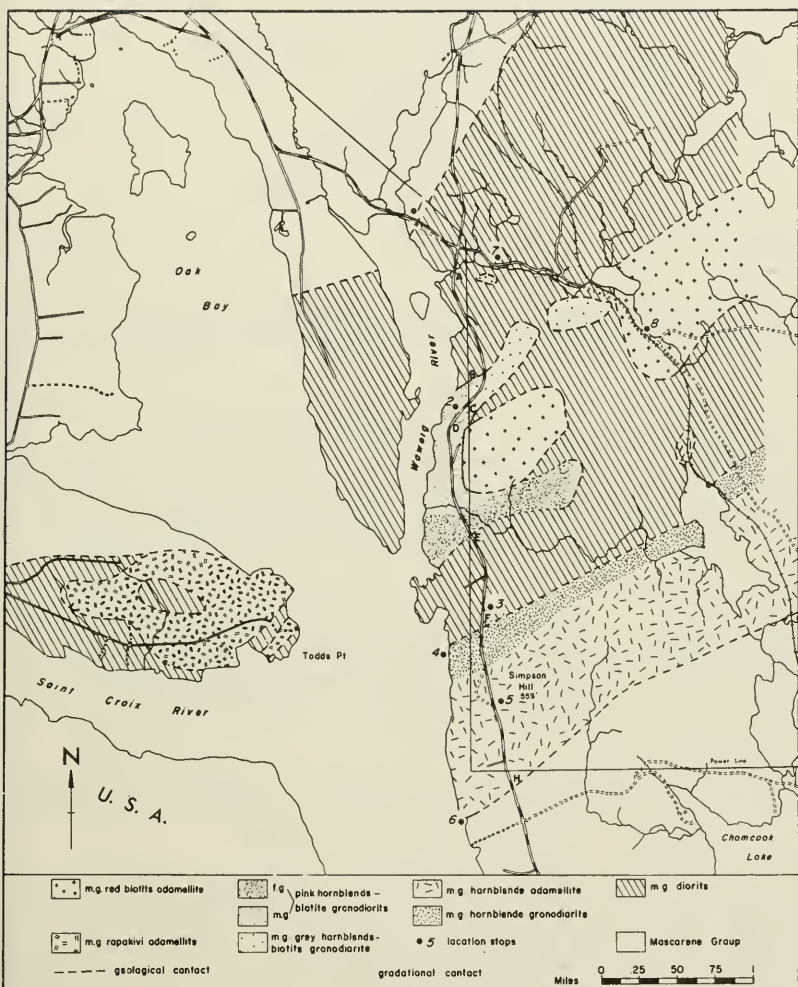 Oak
Bay
Waweig River
7
A
8
B
2
C
D
E
3
F
4
Todds Pt
Simpson
Hill
559'
5
Saint Croix River
N
U. S. A.
Power line
H
6
Chamcook
Lake
m.g. red biotite adamellite
f.g
m.g
pink hornblende-
biotite granodiorite
m g hornblende adamellite
m g diorite
m.g rapakivi adamellite
m g grey hornblende-
biotite granodiorite
m g hornblende granodiorite
5 location stops
Mascarene Group
geological contact
gradational contact
Miles 0 .25 .50 .75 1